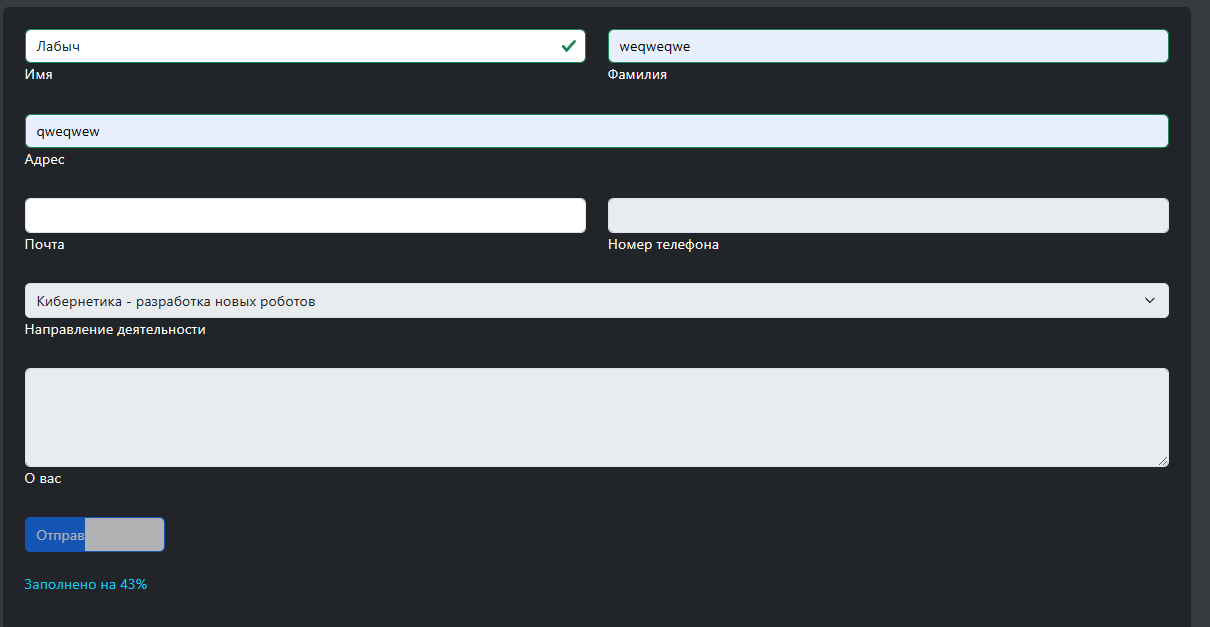 Лабыч
weqweqwe
Имя
Фамилия
qweqwew
Адрес
Почта
Номер телефона
Кибернетика - разработка новых роботов
Направление деятельности
О вас
Отправ
Заполнено на 43%